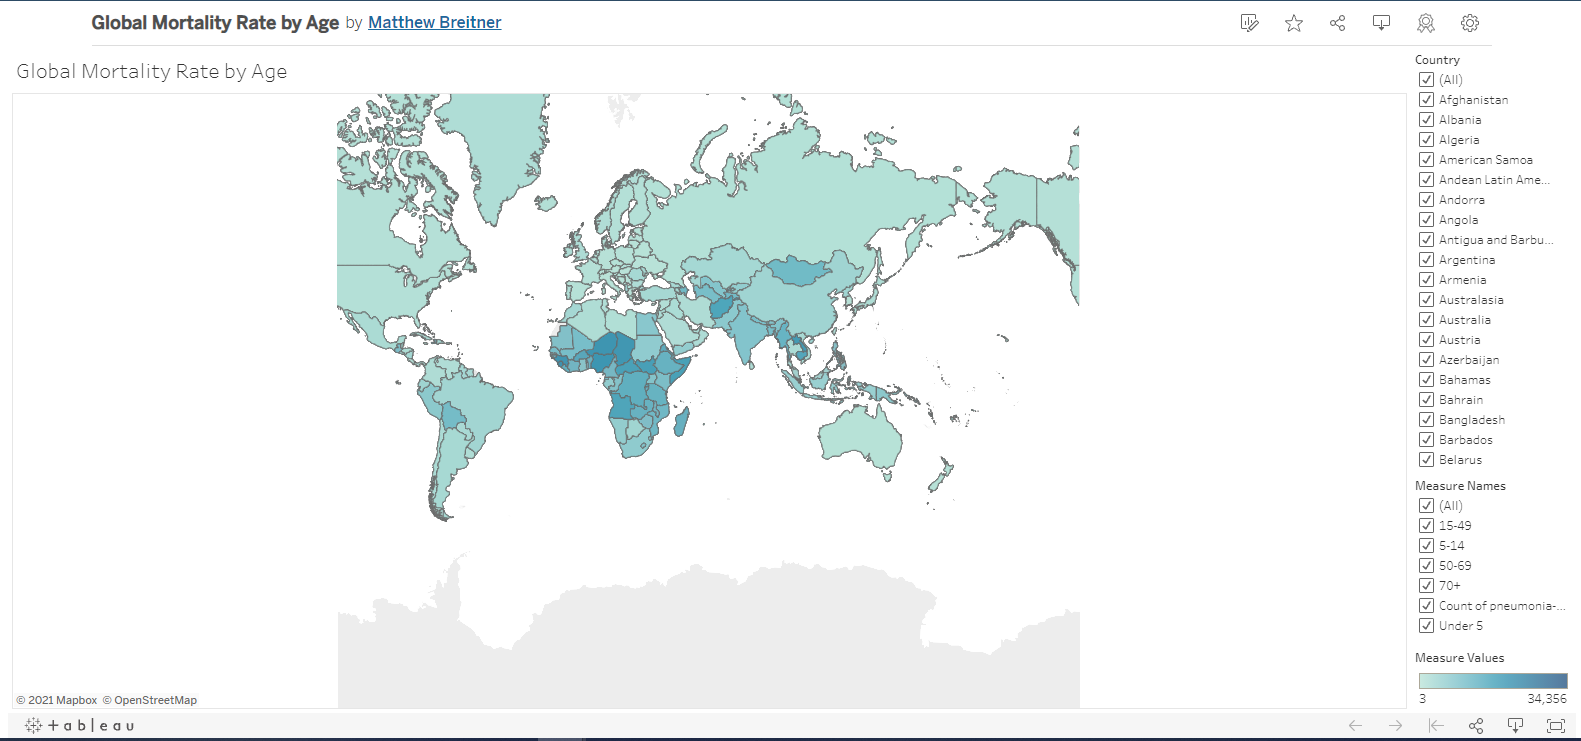 Global Mortality Rate by Age by Matthew Breitner
Global Mortality Rate by Age
Country
(All)
Afghanistan
Albania
Algeria
American Samoa
Andean Latin Ame...
Andorra
Angola
Antigua and Barbu...
Argentina
Armenia
Australasia
Australia
Austria
Azerbaijan
Bahamas
Bahrain
Bangladesh
Barbados
Belarus
Measure Names
(All)
15-49
5-14
50-69
70+
Count of pneumonia-...
Under 5
Measure Values
3 34,356
© 2021 Mapbox © OpenStreetMap
+ a b l e a u